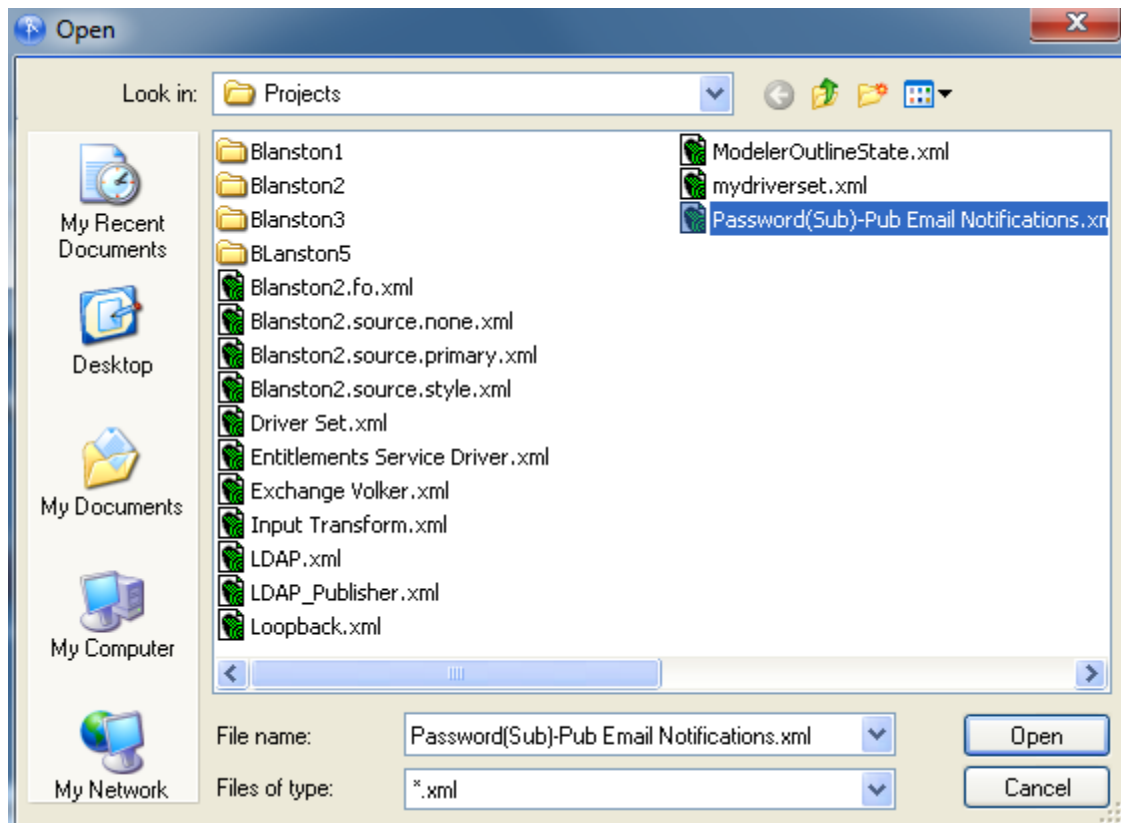 Open
X
Look in:
Projects
My Recent
Documents
Desktop
My Documents
My Computer
My Network
Blanston1
Blanston2
Blanston3
BLanston5
Blanston2.fo.xml
Blanston2.source.none.xml
Blanston2.source.primary.xml
Blanston2.source.style.xml
Driver Set.xml
Entitlements Service Driver.xml
Exchange Volker.xml
Input Transform.xml
LDAP.xml
LDAP_Publisher.xml
Loopback.xml
ModelerOutlineState.xml
mydriverset.xml
Password(Sub)-Pub Email Notifications.xm
File name:
Password(Sub)-Pub Email Notifications.xml
Open
Files of type:
*.xml
Cancel